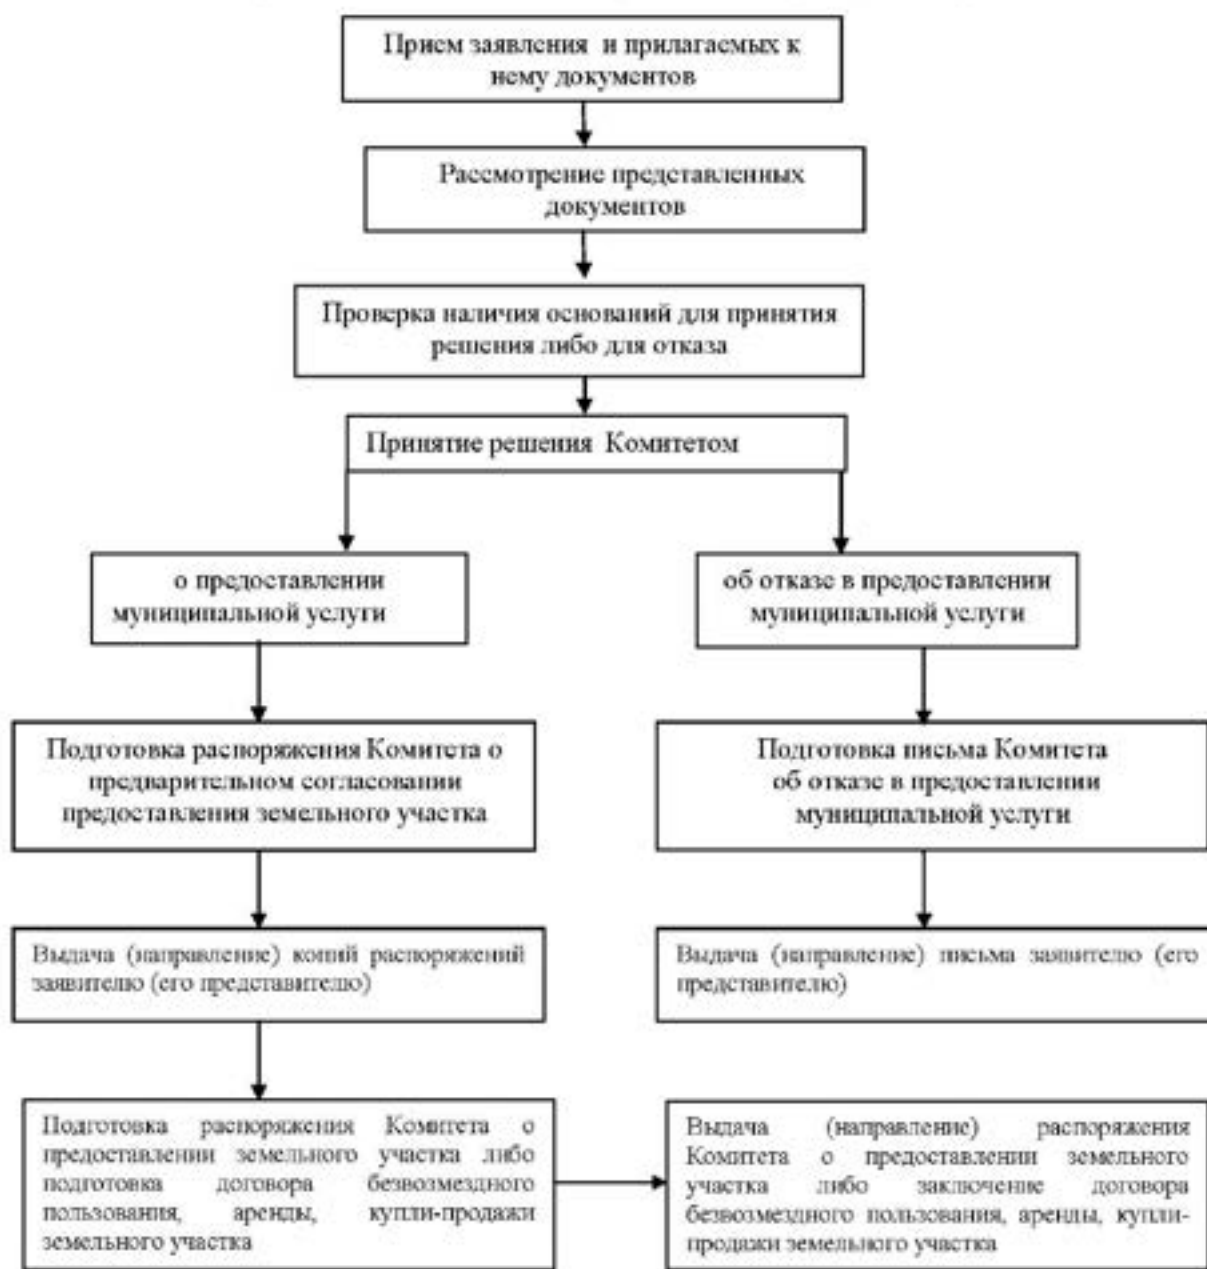 Прием заявления и прилагаемых к
нему документов
Рассмотрение представленных
документов
Проверка наличия оснований для принятия
решения либо для отказа
Принятие решения Комитетом
о предоставлении
муниципальной услуги
об отказе в предоставлении
муниципальной услуги
Подготовка распоряжения Комитета о
предварительном согласовании
предоставления земельного участка
Подготовка письма Комитета
об отказе в предоставлении
муниципальной услуги
Выдача (направление) копий распоряжений
заявителю (его представителю)
Выдача (направление) письма заявителю (его
представителю)
Подготовка распоряжения Комитета о
предоставлении земельного участка либо
подготовка договора безвозмездного
пользования, аренды, купли-продажи
земельного участка
Выдача (направление) распоряжения
Комитета о предоставлении земельного
участка либо заключение договора
безвозмездного пользования, аренды, купли-
продажи земельного участка